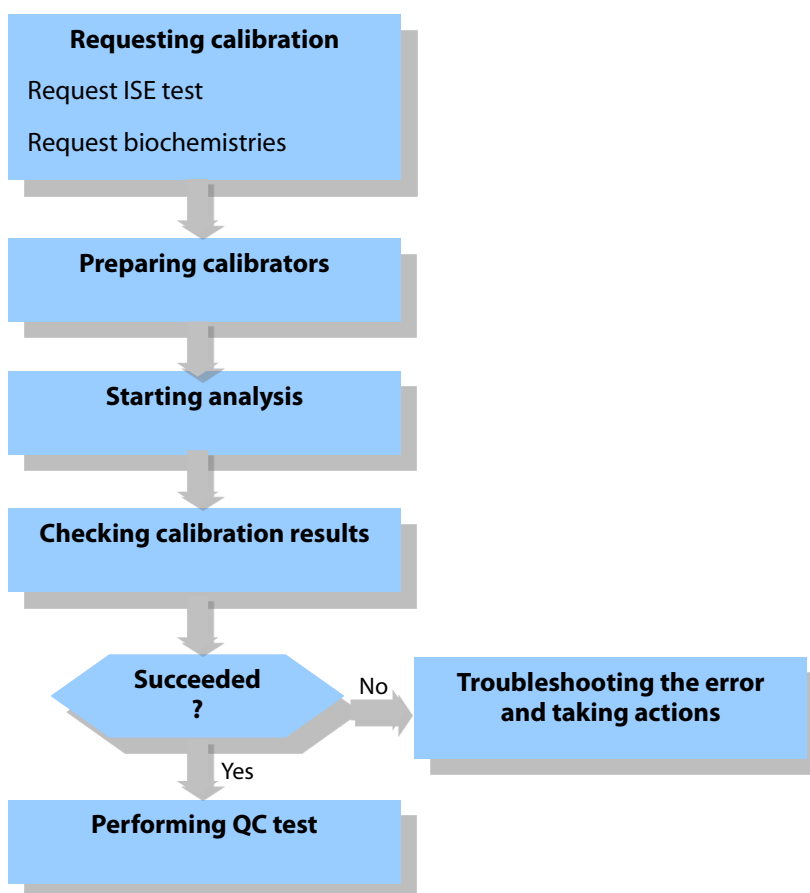 Requesting calibration
Request ISE test
Request biochemistries
Preparing calibrators
Starting analysis
Checking calibration results
Succeeded
?
No
Troubleshooting the error
and taking actions
Yes
Performing QC test